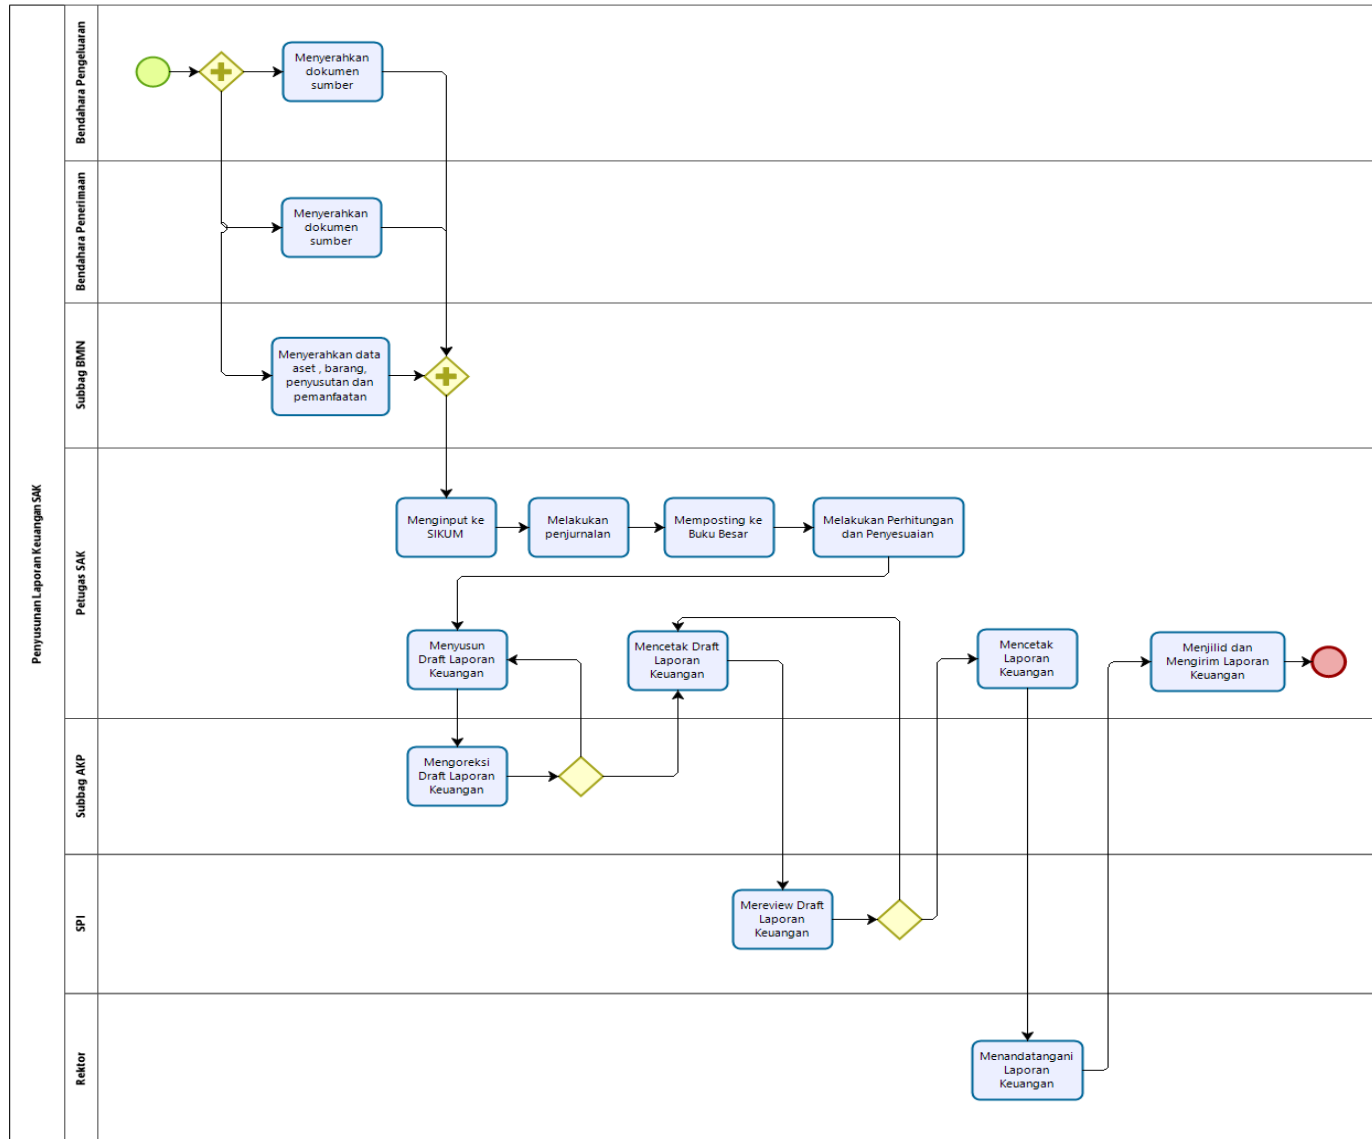 Penyusunan Laporan Keuangan SAK
Bendahara Pengeluaran
Menyerahkan
dokumen
sumber
Bendahara Penerimaan
Menyerahkan
dokumen
sumber
Subbag BMN
Menyerahkan data
aset , barang,
penyusutan dan
pemanfaatan
Petugas SAK
Menginput ke
SIKUM
Melakukan
penjurnalan
Memposting ke
Buku Besar
Melakukan Perhitungan
dan Penyesuaian
Menyusun
Draft Laporan
Keuangan
Mencetak Draft
Laporan
Keuangan
Mencetak
Laporan
Keuangan
Menjilid dan
Mengirim Laporan
Keuangan
Subbag AKP
Mengoreksi
Draft Laporan
Keuangan
SPI
Mereview Draft
Laporan
Keuangan
Rektor
Menandatangani
Laporan
Keuangan